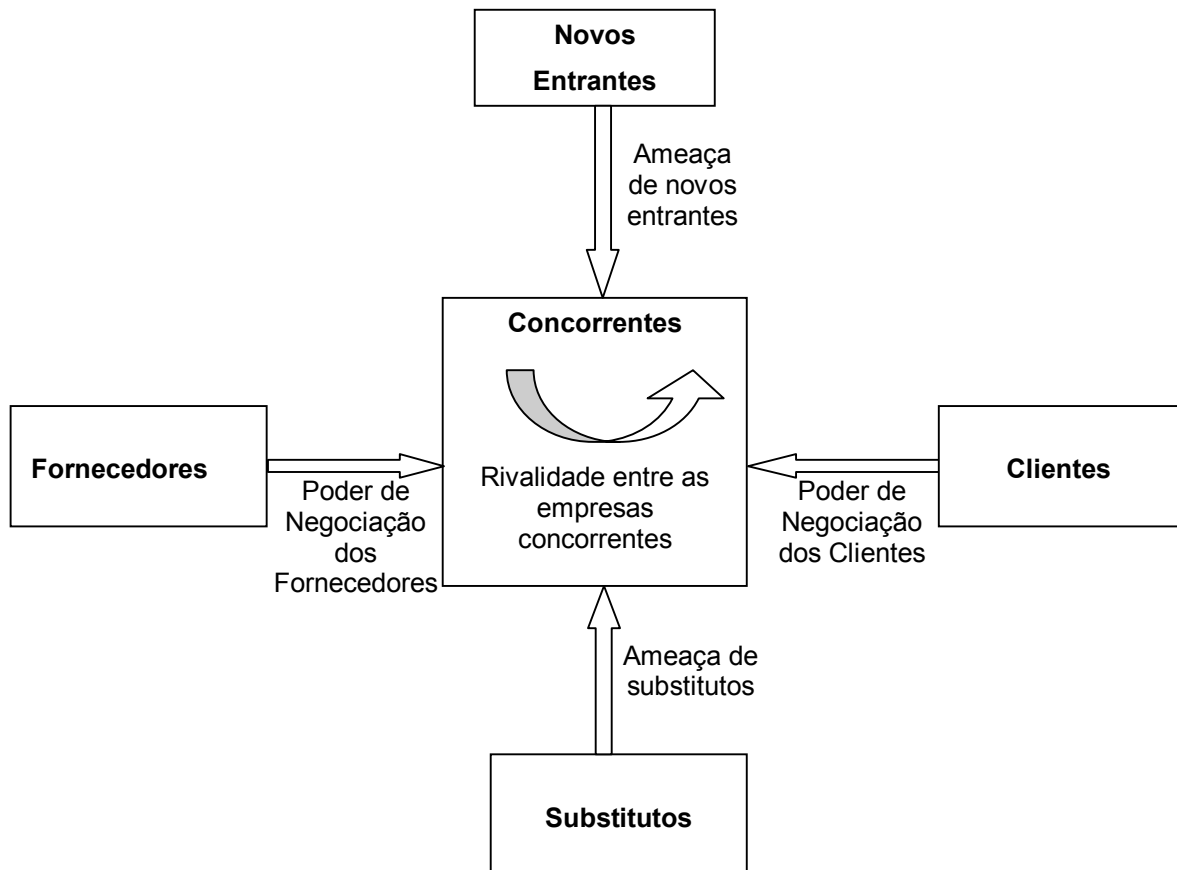 Novos
Entrantes
Ameaça
de novos
entrantes
Concorrentes
Rivalidade entre as
empresas
concorrentes
Fornecedores
Poder de
Negociação
dos
Fornecedores
Clientes
Poder de
Negociação
dos Clientes
Ameaça de
substitutos
Substitutos